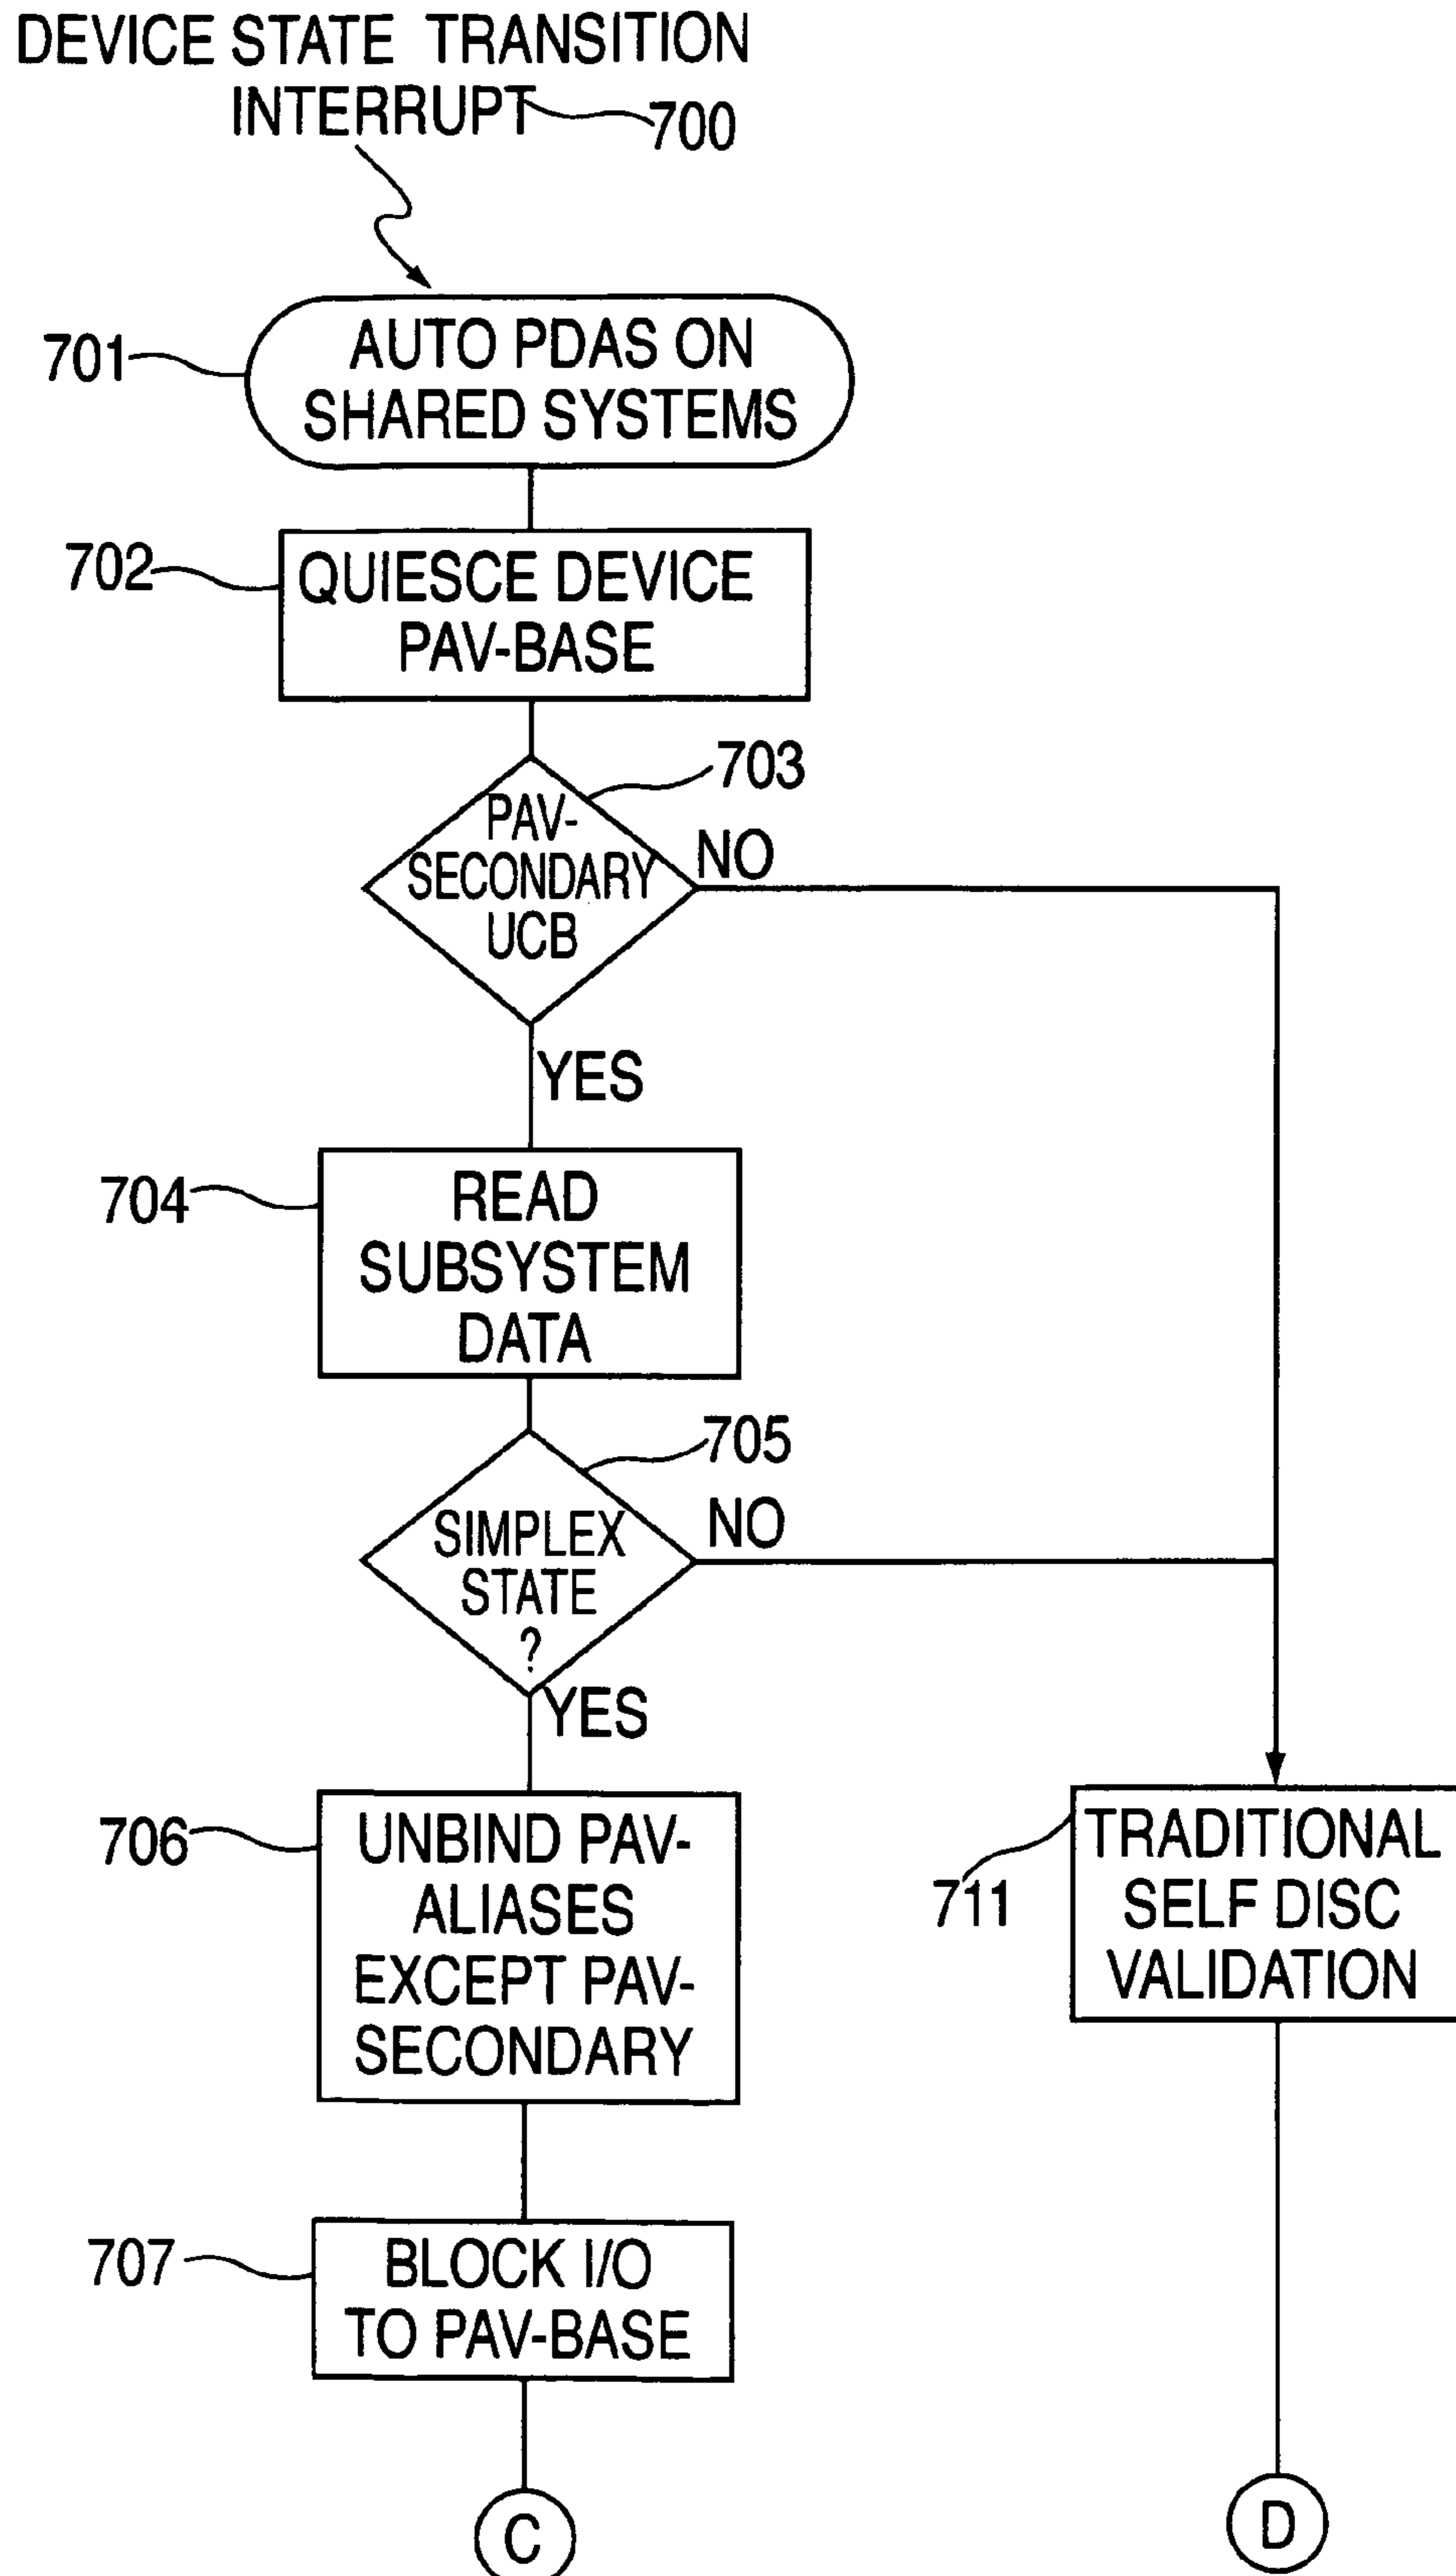 DEVICE STATE TRANSITION
INTERRUPT 700
701
AUTO PDAS ON
SHARED SYSTEMS
702
QUIESCE DEVICE
PAV-BASE
703
PAV-
SECONDARY
UCB
NO
YES
704
READ
SUBSYSTEM
DATA
705
SIMPLEX
STATE
?
NO
YES
706
UNBIND PAV-
ALIASES
EXCEPT PAV-
SECONDARY
711
TRADITIONAL
SELF DISC
VALIDATION
707
BLOCK I/O
TO PAV-BASE
C
D